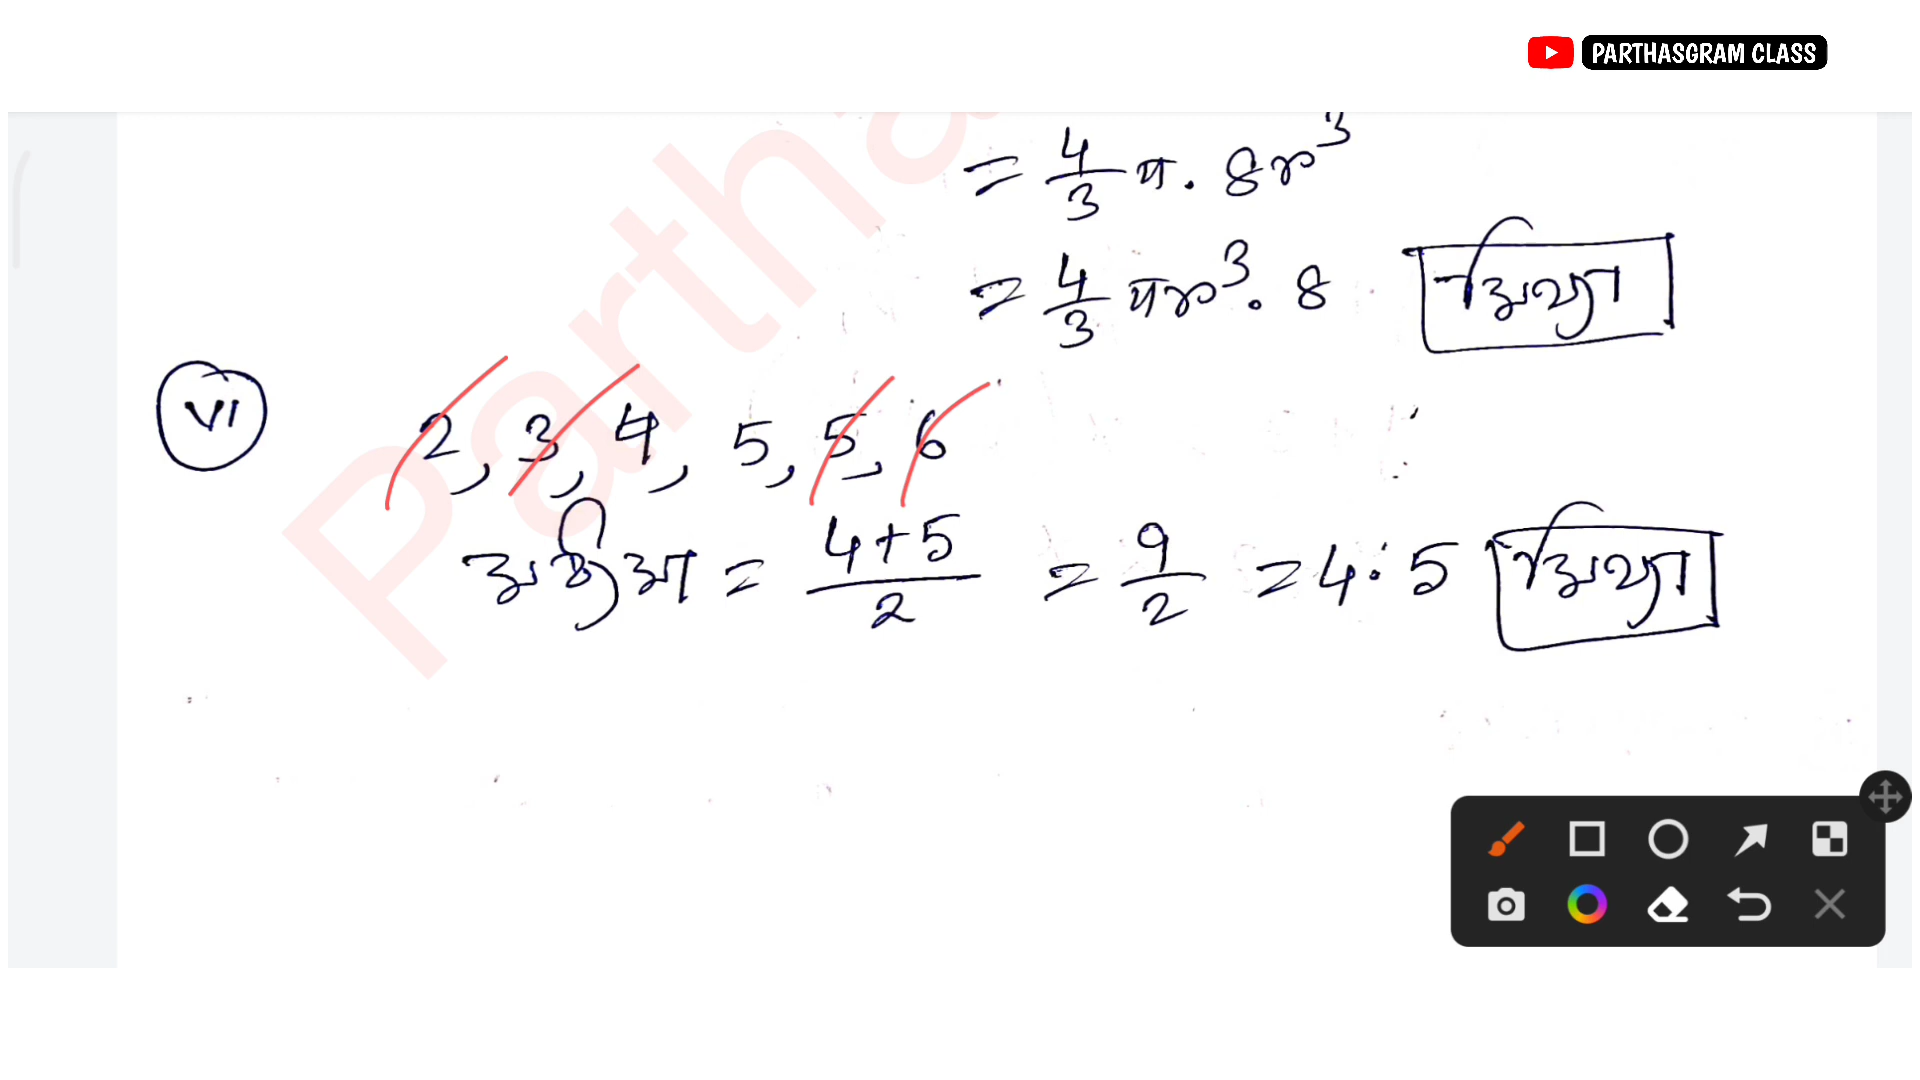 PARTHASGRAM CLASS
= 4/3 π. 8r³
= 4/3 πr³. 8 মিথ্যা
VI 2, 3, 4, 5, 5, 6
মধ্যমা = 4+5/2 = 9/2 = 4.5 মিথ্যা
Partha